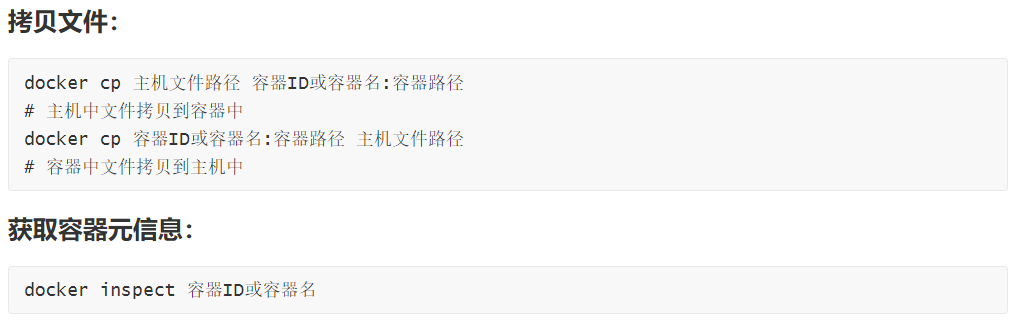 拷贝文件：
docker cp 主机文件路径 容器ID或容器名:容器路径
# 主机中文件拷贝到容器中
docker cp 容器ID或容器名:容器路径 主机文件路径
# 容器中文件拷贝到主机中
获取容器元信息：
docker inspect 容器ID或容器名